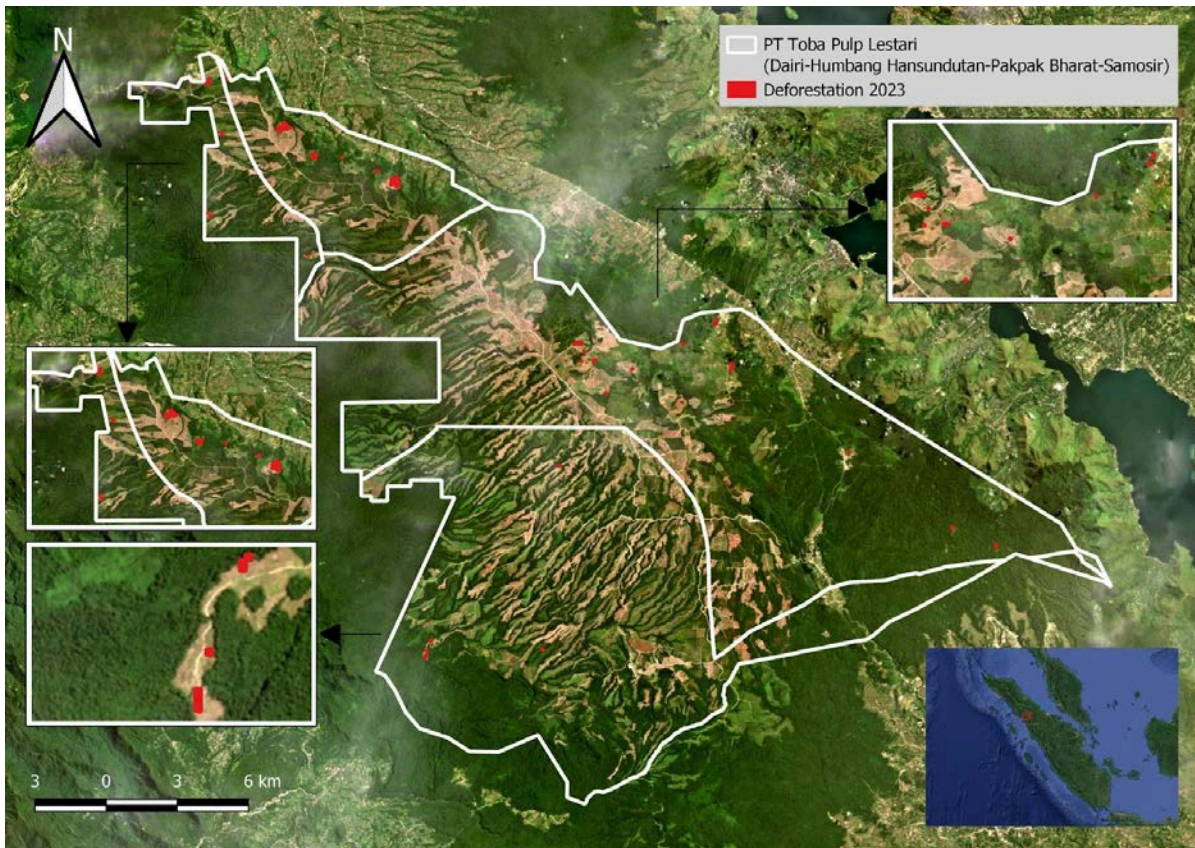 N
PT Toba Pulp Lestari
(Dairi-Humbang Hansundutan-Pakpak Bharat-Samosir)
Deforestation 2023
3 0 3 6 km